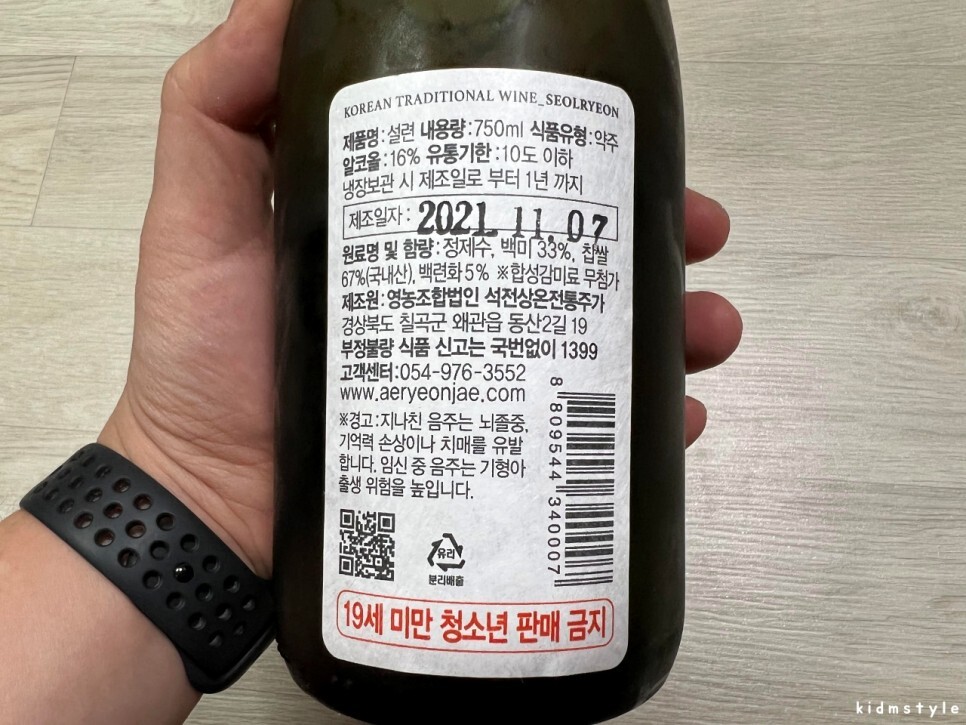 KOREAN TRADITIONAL WINE_SEOLRYEON
제품명:설련 내용량:750ml 식품유형:약주
알코올:16% 유통기한:10도 이하
냉장보관 시 제조일로 부터 1년 까지
제조일자: 2021. 11. 07
원료명 및 함량:정제수, 백미 33%, 찹쌀
67%(국내산), 백련화 5% ※합성감미료 무첨가
제조원:영농조합법인 석전상온전통주가
경상북도 칠곡군 왜관읍 동산2길 19
부정불량 식품 신고는 국번없이 1399
고객센터:054-976-3552
www.aeryeonjae.com
※경고:지나친 음주는 뇌졸중,
기억력 손상이나 치매를 유발
합니다. 임신 중 음주는 기형아
출생 위험을 높입니다.
8 809544 340007
유리
분리배출
19세 미만 청소년 판매 금지
kidmstyle